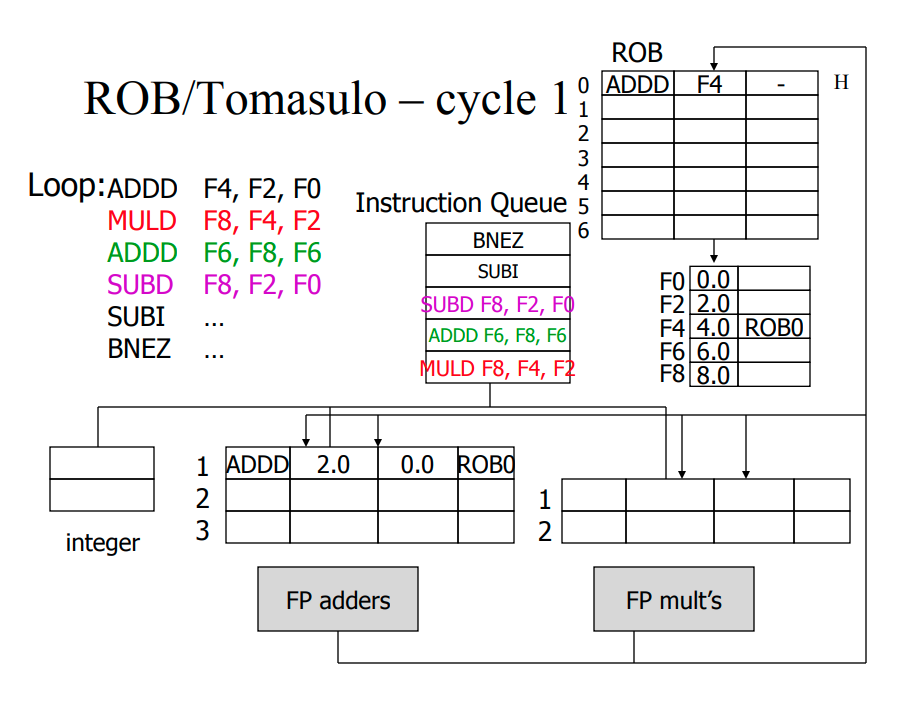 ROB
ROB/Tomasulo – cycle 1
0 ADDD F4 - H
1
2
3
4
5
6
Loop: ADDD F4, F2, F0
MULD F8, F4, F2
ADDD F6, F8, F6
SUBD F8, F2, F0
SUBI ...
BNEZ ...
Instruction Queue
BNEZ
SUBI
SUBD F8, F2, F0
ADDD F6, F8, F6
MULD F8, F4, F2
F0 0.0
F2 2.0
F4 4.0 ROB0
F6 6.0
F8 8.0
integer
1 ADDD 2.0 0.0 ROB0
2
3
1
2
FP adders
FP mult's